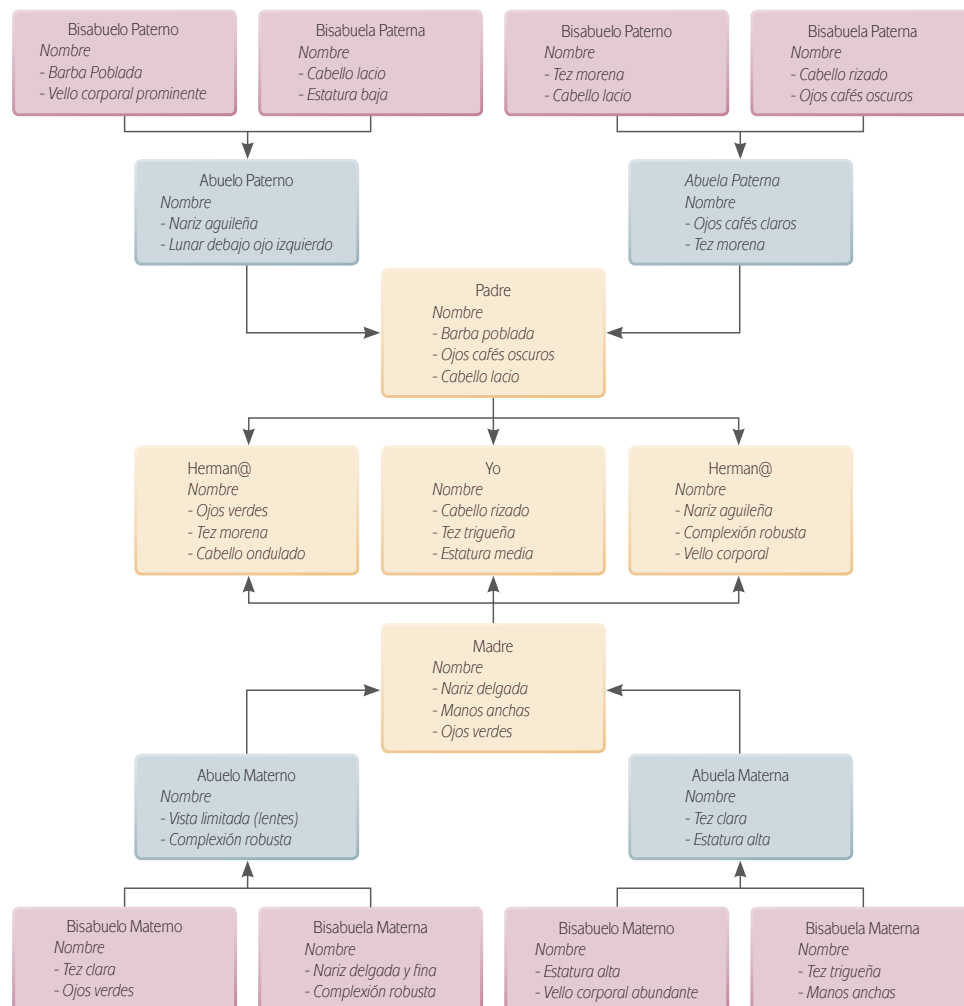 Bisabuelo Paterno
Nombre
- Barba Poblada
- Vello corporal prominente
Bisabuela Paterna
Nombre
- Cabello lacio
- Estatura baja
Bisabuelo Paterno
Nombre
- Tez morena
- Cabello lacio
Bisabuela Paterna
Nombre
- Cabello rizado
- Ojos cafés oscuros
Abuelo Paterno
Nombre
- Nariz aguileña
- Lunar debajo ojo izquierdo
Abuela Paterna
Nombre
- Ojos cafés claros
- Tez morena
Padre
Nombre
- Barba poblada
- Ojos cafés oscuros
- Cabello lacio
Herman@
Nombre
- Ojos verdes
- Tez morena
- Cabello ondulado
Yo
Nombre
- Cabello rizado
- Tez trigueña
- Estatura media
Herman@
Nombre
- Nariz aguileña
- Complexión robusta
- Vello corporal
Madre
Nombre
- Nariz delgada
- Manos anchas
- Ojos verdes
Abuelo Materno
Nombre
- Vista limitada (lentes)
- Complexión robusta
Abuela Materna
Nombre
- Tez clara
- Estatura alta
Bisabuelo Materno
Nombre
- Tez clara
- Ojos verdes
Bisabuela Materna
Nombre
- Nariz delgada y fina
- Complexión robusta
Bisabuelo Materno
Nombre
- Estatura alta
- Vello corporal abundante
Bisabuela Materna
Nombre
- Tez trigueña
- Manos anchas